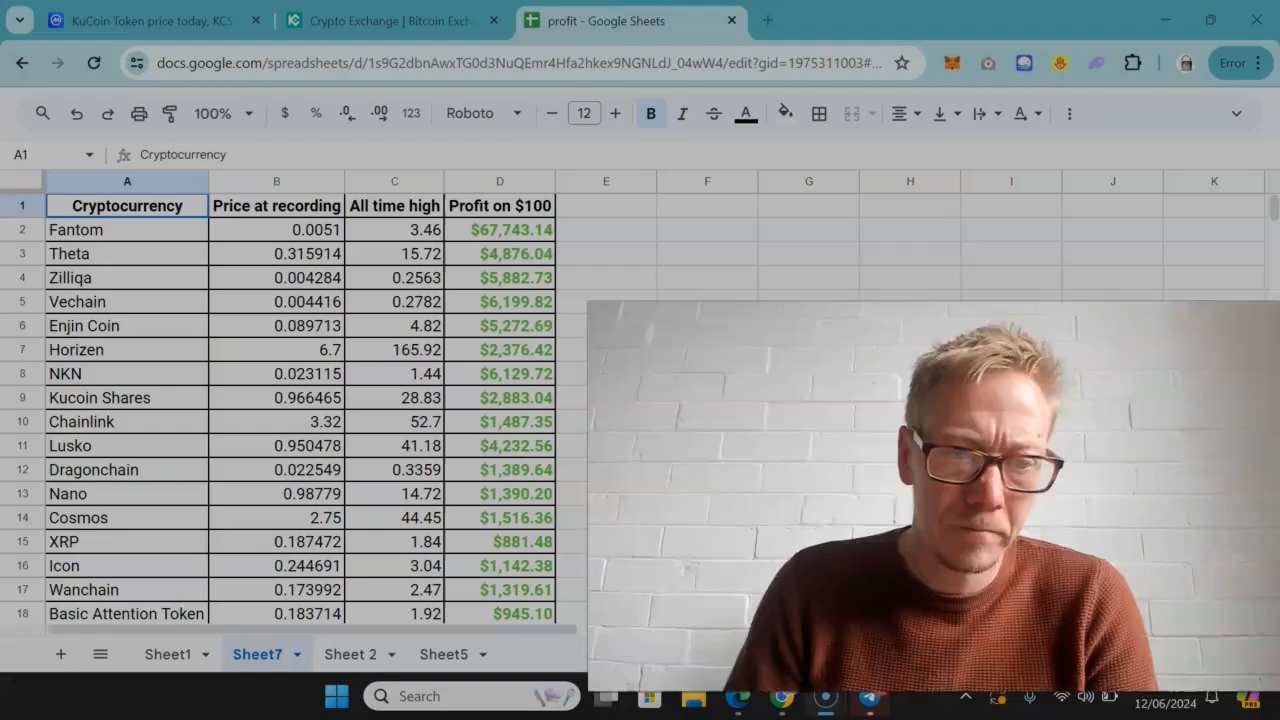 KuCoin Token price today, KCS
Crypto Exchange | Bitcoin Exch
profit - Google Sheets
docs.google.com/spreadsheets/d/1s9G2dbnAwxTG0d3NuQEmr4Hfa2hkex9NGNLdJ_04wW4/edit?gid=1975311003#...
Error
100% $ % .0 .00 123 Roboto 12 B I A
A1 fx Cryptocurrency
A B C D E F G H I J K
1 Cryptocurrency Price at recording All time high Profit on $100
2 Fantom 0.0051 3.46 $67,743.14
3 Theta 0.315914 15.72 $4,876.04
4 Zilliqa 0.004284 0.2563 $5,882.73
5 Vechain 0.004416 0.2782 $6,199.82
6 Enjin Coin 0.089713 4.82 $5,272.69
7 Horizen 6.7 165.92 $2,376.42
8 NKN 0.023115 1.44 $6,129.72
9 Kucoin Shares 0.966465 28.83 $2,883.04
10 Chainlink 3.32 52.7 $1,487.35
11 Lusko 0.950478 41.18 $4,232.56
12 Dragonchain 0.022549 0.3359 $1,389.64
13 Nano 0.98779 14.72 $1,390.20
14 Cosmos 2.75 44.45 $1,516.36
15 XRP 0.187472 1.84 $881.48
16 Icon 0.244691 3.04 $1,142.38
17 Wanchain 0.173992 2.47 $1,319.61
18 Basic Attention Token 0.183714 1.92 $945.10
Sheet1 Sheet7 Sheet 2 Sheet5
Search
12/06/2024
PRE